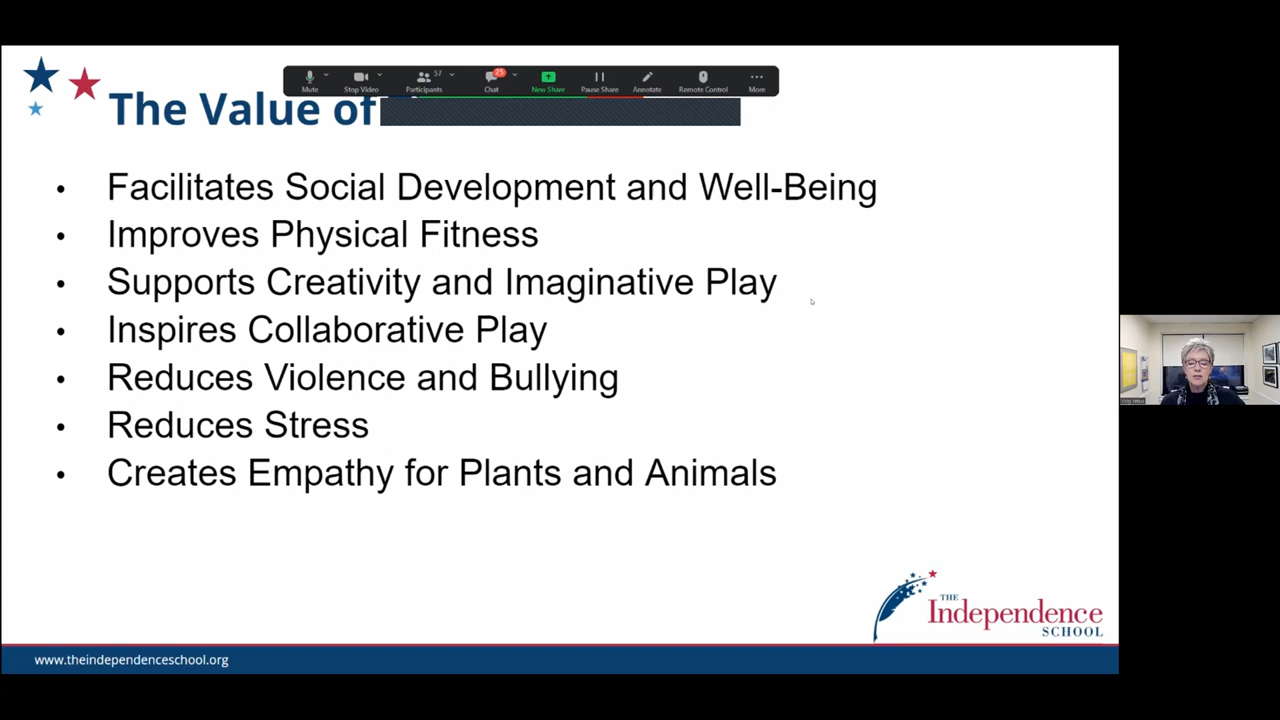 57
25
Mute
Stop Video
Participants
Chat
New Share
Pause Share
Annotate
Remote Control
More
The Value of
• Facilitates Social Development and Well-Being
• Improves Physical Fitness
• Supports Creativity and Imaginative Play
• Inspires Collaborative Play
• Reduces Violence and Bullying
• Reduces Stress
• Creates Empathy for Plants and Animals
THE
Independence
SCHOOL
www.theindependenceschool.org